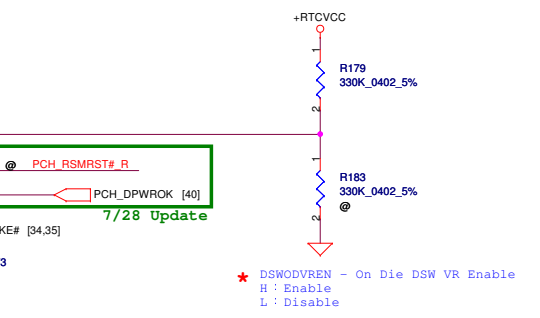 +RTCVCC
1
R179
330K_0402_5%
2
@ PCH_RSMRST#_R
1
R183
330K_0402_5%
@
PCH_DPWROK [40]
2
7/28 Update
KE# [34,35]
3
* DSWODVREN - On Die DSW VR Enable
H : Enable
L : Disable